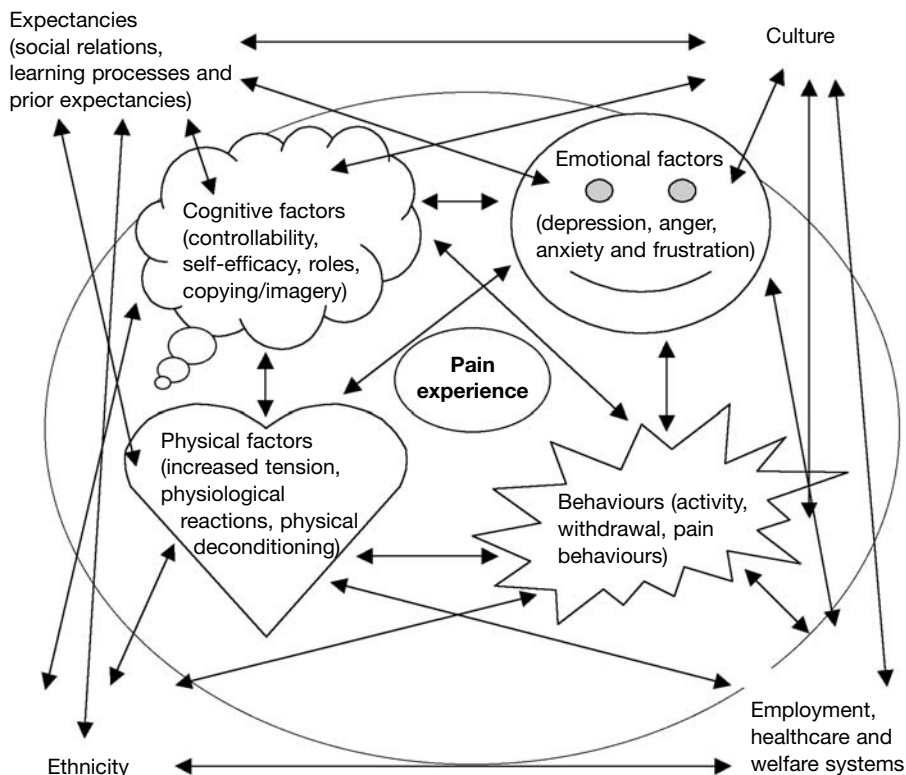 Expectancies
(social relations,
learning processes and
prior expectancies)
Culture
Emotional factors
(depression, anger,
anxiety and frustration)
Cognitive factors
(controllability,
self-efficacy, roles,
copying/imagery)
Pain
experience
Physical factors
(increased tension,
physiological
reactions, physical
deconditioning)
Behaviours (activity,
withdrawal, pain
behaviours)
Ethnicity
Employment,
healthcare and
welfare systems